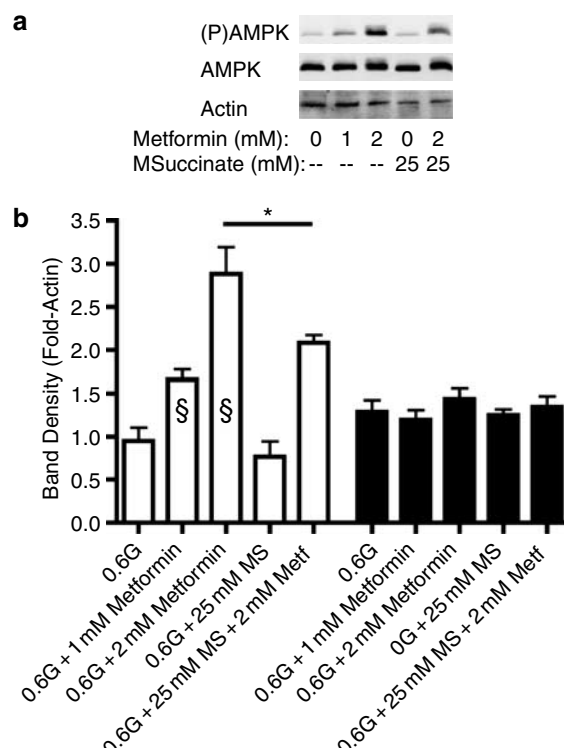 a
(P)AMPK
AMPK
Actin
Metformin (mM): 0 1 2 0 2
MSuccinate (mM): -- -- -- 25 25
b
*
3.5
3.0
2.5
2.0
1.5
1.0
0.5
0.0
Band Density (Fold-Actin)
§ §
0.6G
0.6G + 1 mM Metformin
0.6G + 2 mM Metformin
0.6G + 25 mM MS
0.6G + 25 mM MS + 2 mM Metf
0.6G
0.6G + 1 mM Metformin
0.6G + 2 mM Metformin
0G + 25 mM MS
0.6G + 25 mM MS + 2 mM Metf